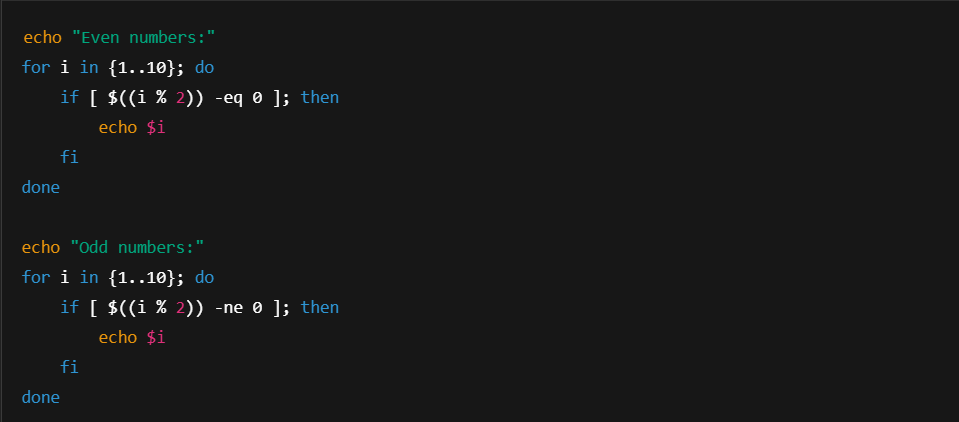 echo "Even numbers:"
for i in {1..10}; do
    if [ $((i % 2)) -eq 0 ]; then
        echo $i
    fi
done

echo "Odd numbers:"
for i in {1..10}; do
    if [ $((i % 2)) -ne 0 ]; then
        echo $i
    fi
done